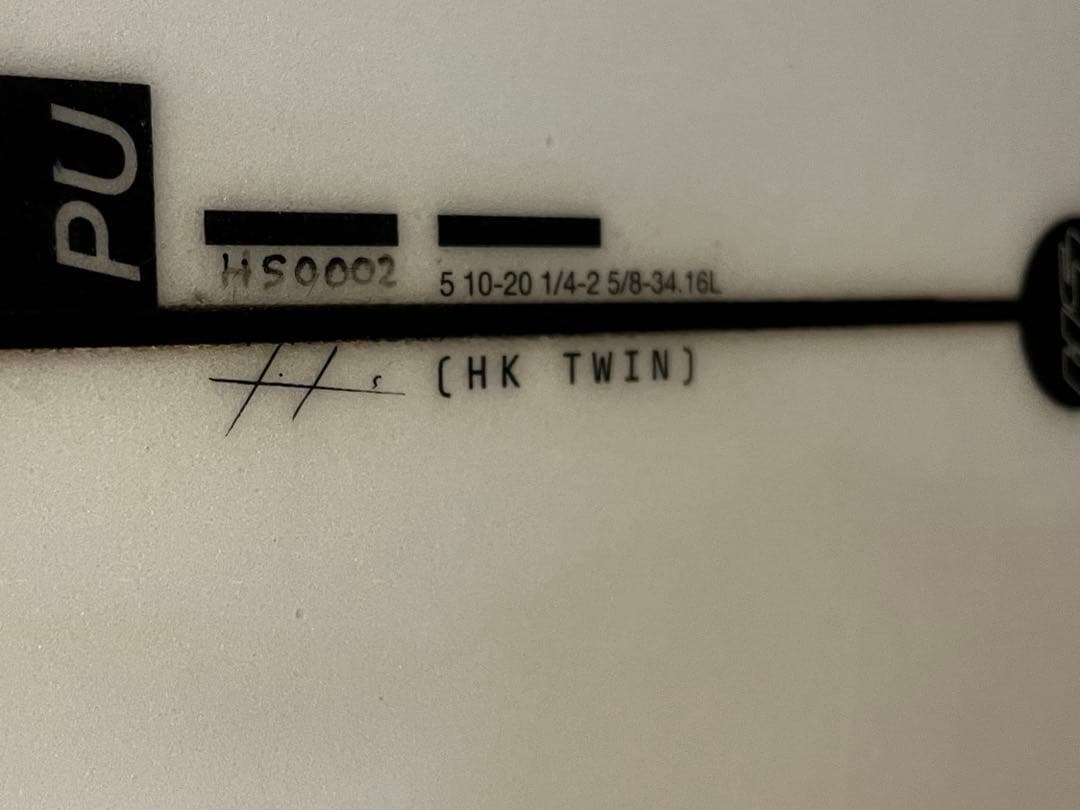 PU
HS0002
5 10-20 1/4-2 5/8-34.16L
(HK TWIN)